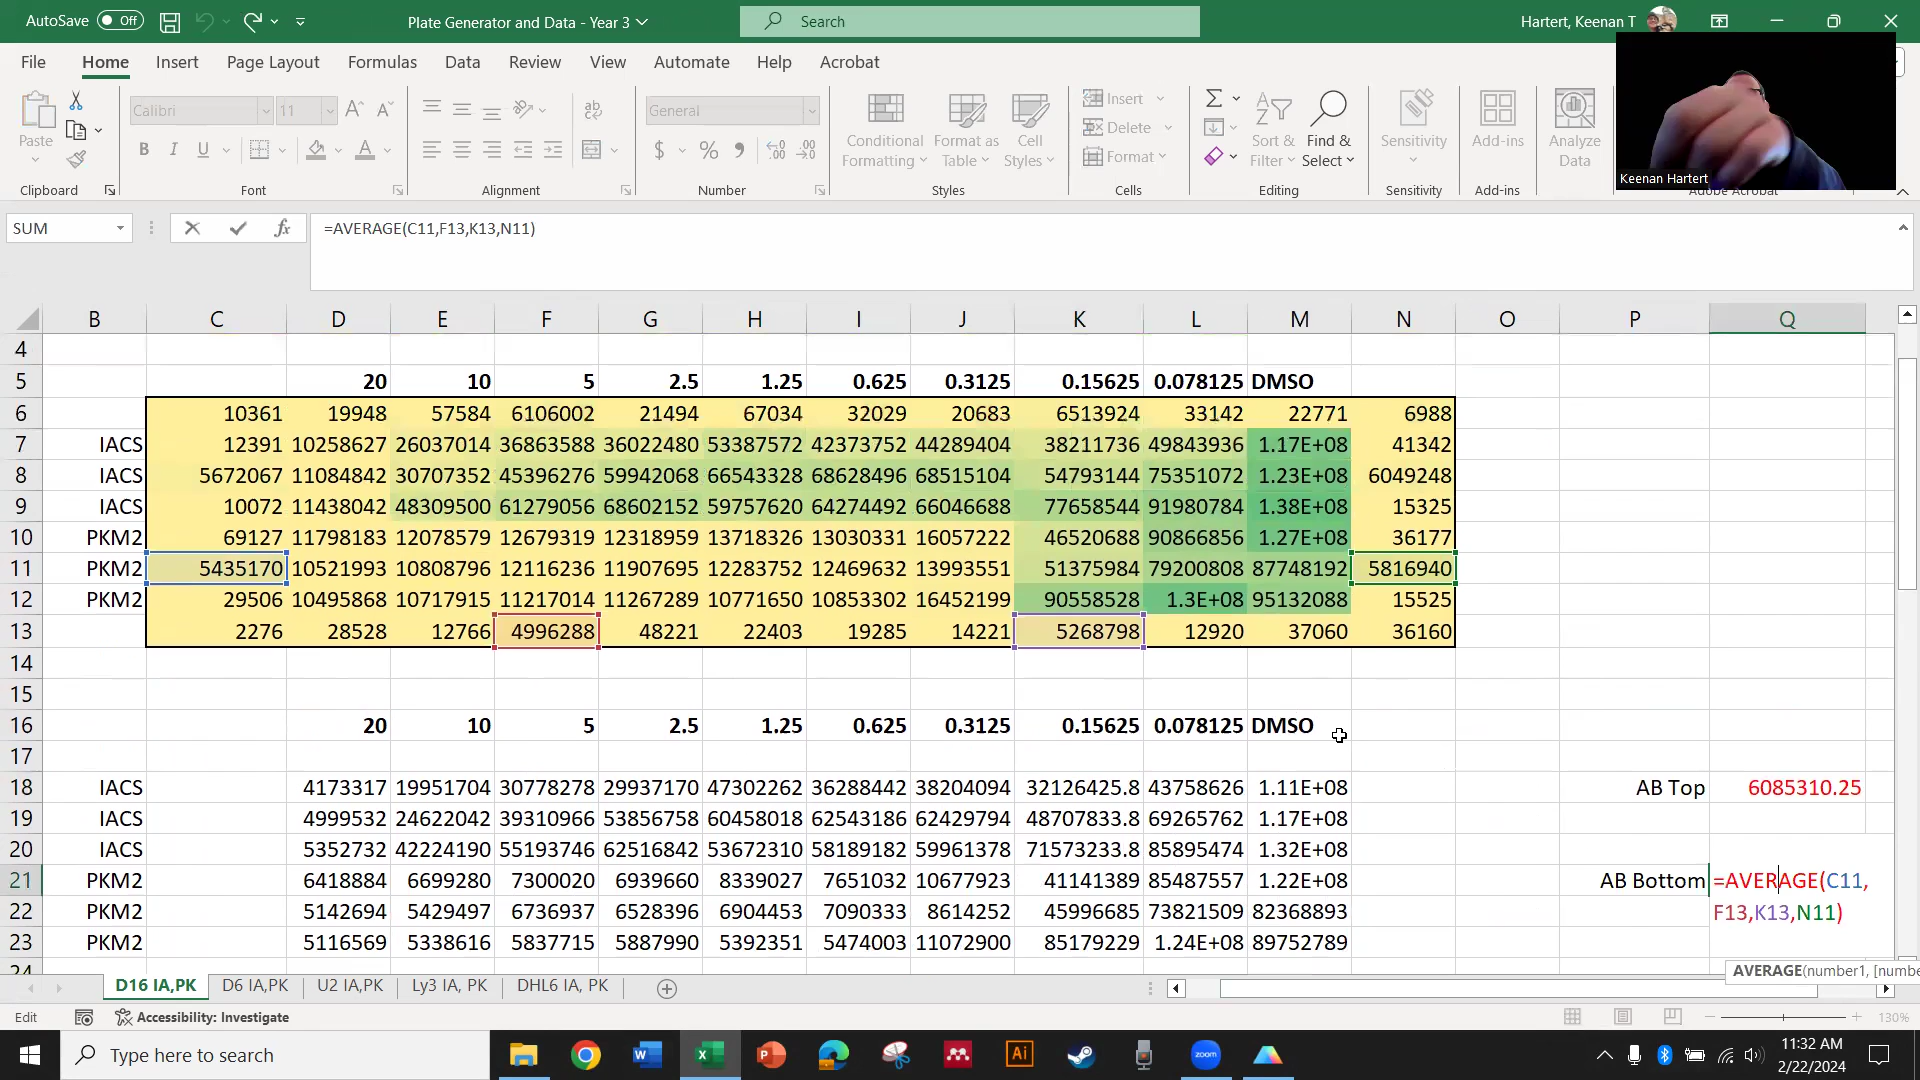 AutoSave Off Plate Generator and Data - Year 3 Search Hartert, Keenan T
File Home Insert Page Layout Formulas Data Review View Automate Help Acrobat
Calibri 11 General Insert
Paste Conditional Format as Cell Delete Sort & Find & Sensitivity Add-ins Analyze
B I U A $ % 9 Formatting Table Styles Format Filter Select Data
Keenan Hartert
Clipboard Font Alignment Number Styles Cells Editing Sensitivity Add-ins Adobe Acrobat
SUM fx =AVERAGE(C11,F13,K13,N11)
B C D E F G H I J K L M N O P Q
4
5 20 10 5 2.5 1.25 0.625 0.3125 0.15625 0.078125 DMSO
6 10361 19948 57584 6106002 21494 67034 32029 20683 6513924 33142 22771 6988
7 IACS 12391 10258627 26037014 36863588 36022480 53387572 42373752 44289404 38211736 49843936 1.17E+08 41342
8 IACS 5672067 11084842 30707352 45396276 59942068 66543328 68628496 68515104 54793144 75351072 1.23E+08 6049248
9 IACS 10072 11438042 48309500 61279056 68602152 59757620 64274492 66046688 77658544 91980784 1.38E+08 15325
10 PKM2 69127 11798183 12078579 12679319 12318959 13718326 13030331 16057222 46520688 90866856 1.27E+08 36177
11 PKM2 5435170 10521993 10808796 12116236 11907695 12283752 12469632 13993551 51375984 79200808 87748192 5816940
12 PKM2 29506 10495868 10717915 11217014 11267289 10771650 10853302 16452199 90558528 1.3E+08 95132088 15525
13 2276 28528 12766 4996288 48221 22403 19285 14221 5268798 12920 37060 36160
14
15
16 20 10 5 2.5 1.25 0.625 0.3125 0.15625 0.078125 DMSO
17
18 IACS 4173317 19951704 30778278 29937170 47302262 36288442 38204094 32126425.8 43758626 1.11E+08 AB Top 6085310.25
19 IACS 4999532 24622042 39310966 53856758 60458018 62543186 62429794 48707833.8 69265762 1.17E+08
20 IACS 5352732 42224190 55193746 62516842 53672310 58189182 59961378 71573233.8 85895474 1.32E+08
21 PKM2 6418884 6699280 7300020 6939660 8339027 7651032 10677923 41141389 85487557 1.22E+08 AB Bottom =AVERAGE(C11,
22 PKM2 5142694 5429497 6736937 6528396 6904453 7090333 8614252 45996685 73821509 82368893 F13,K13,N11)
23 PKM2 5116569 5338616 5837715 5887990 5392351 5474003 11072900 85179229 1.24E+08 89752789
24 AVERAGE(number1, [numbe
D16 IA,PK D6 IA,PK U2 IA,PK Ly3 IA, PK DHL6 IA, PK
Edit Accessibility: Investigate 130%
Type here to search W X P Ai zoom 11:32 AM
2/22/2024